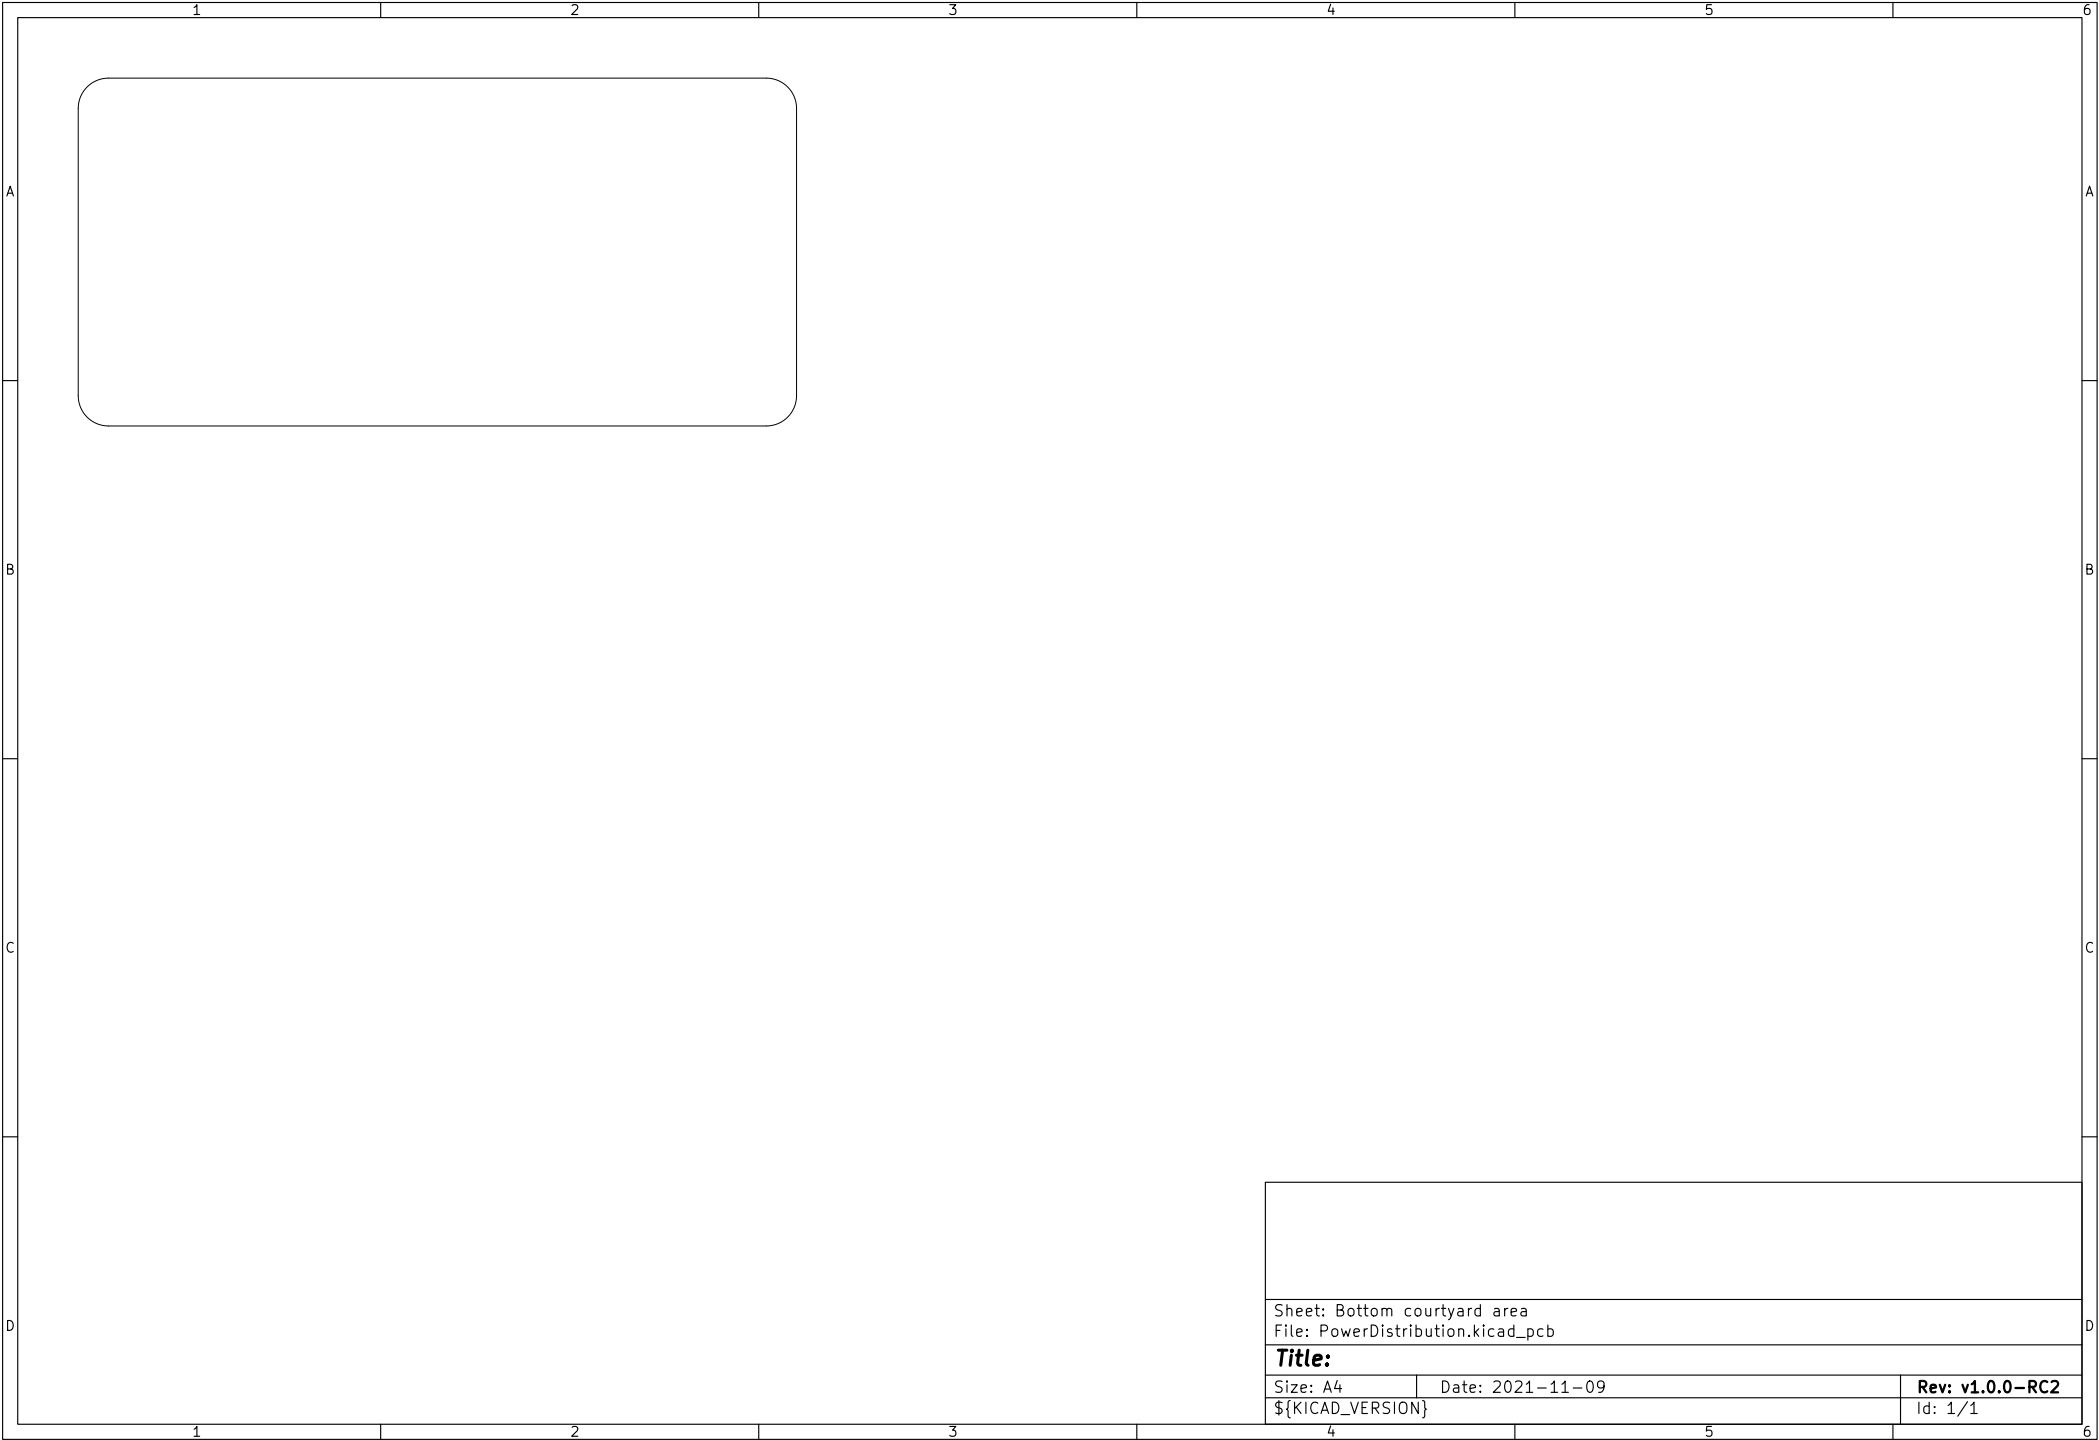 1 2 3 4 5 6
A A
B B
C C
D D
Sheet: Bottom courtyard area
File: PowerDistribution.kicad_pcb
Title:
Size: A4 Date: 2021-11-09 Rev: v1.0.0-RC2
${KICAD_VERSION} Id: 1/1
1 2 3 4 5 6